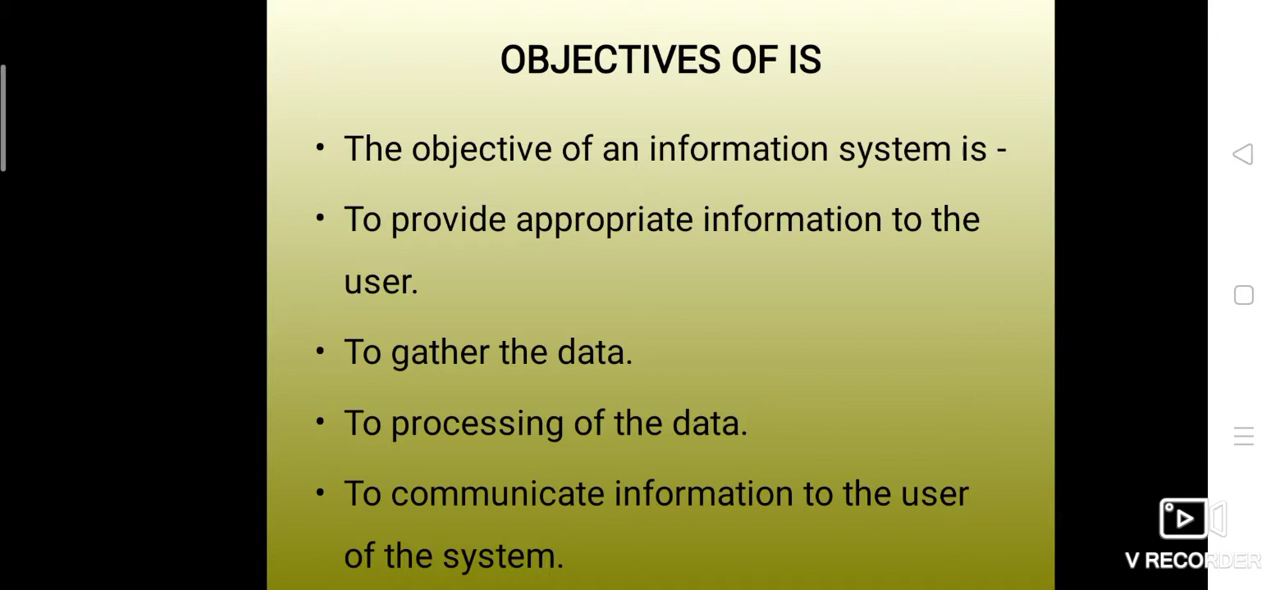 OBJECTIVES OF IS
• The objective of an information system is -
• To provide appropriate information to the
user.
• To gather the data.
• To processing of the data.
• To communicate information to the user
of the system.
V RECORDER